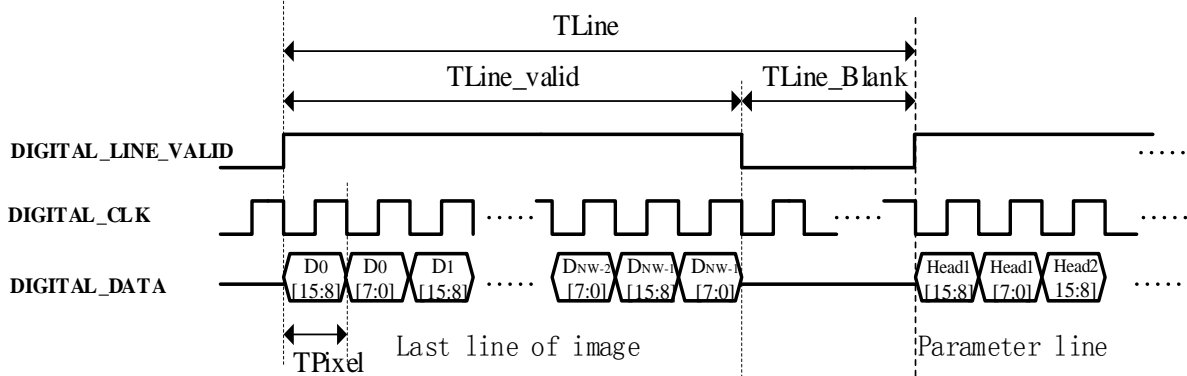 TLine
TLine_valid
TLine_Blank
DIGITAL_LINE_VALID
.....
DIGITAL_CLK
.....
.....
.....
DIGITAL_DATA
D0
[15:8]
D0
[7:0]
D1
[15:8]
.....
DNW-2
[7:0]
DNW-1
[15:8]
DNW-1
[7:0]
Head1
[15:8]
Head1
[7:0]
Head2
15:8]
.....
TPixel
Last line of image
Parameter line